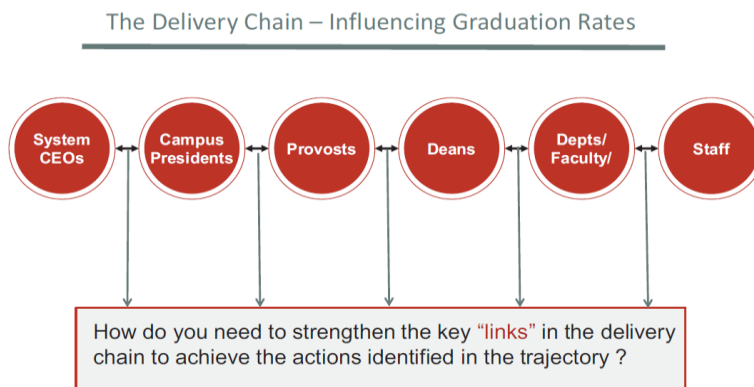 The Delivery Chain – Influencing Graduation Rates
System
CEOs
Campus
Presidents
Provosts
Deans
Depts/
Faculty/
Staff
How do you need to strengthen the key “links” in the delivery
chain to achieve the actions identified in the trajectory ?